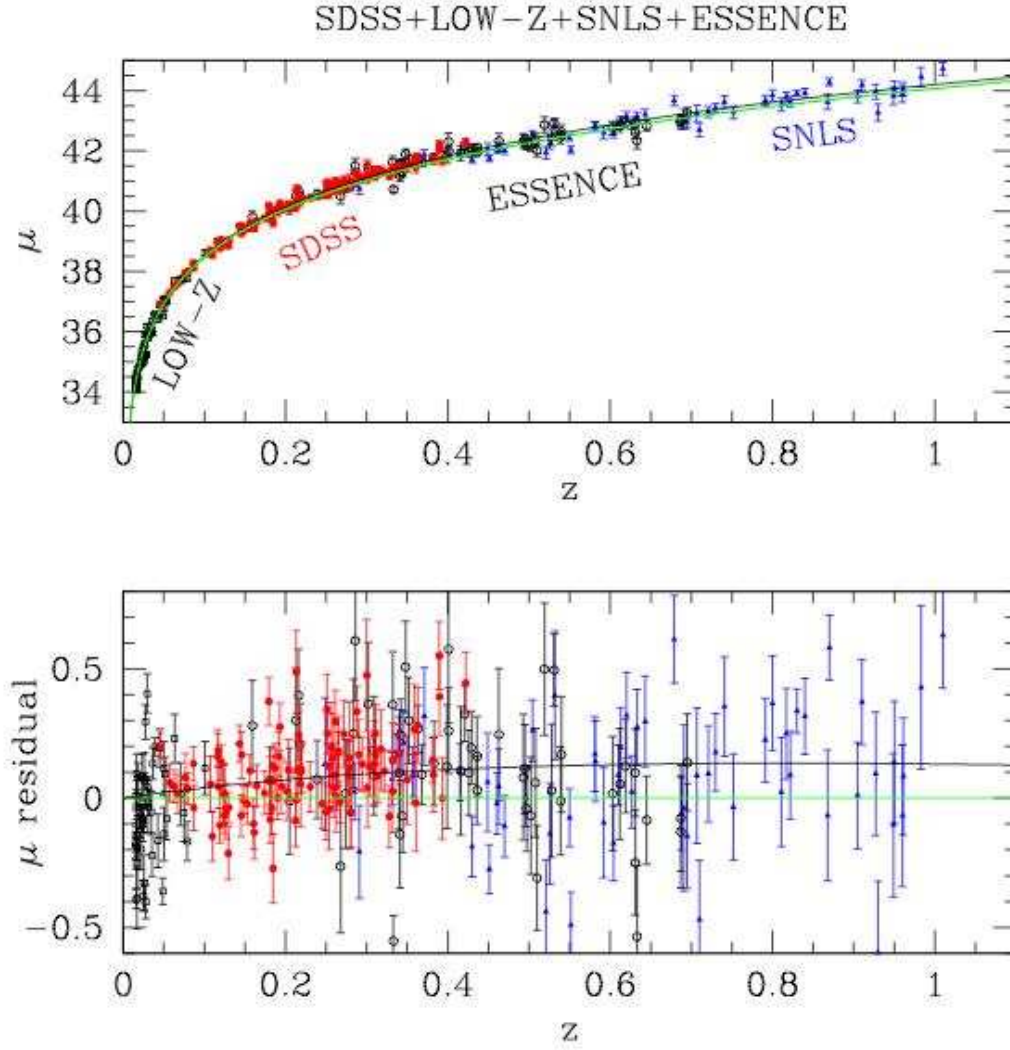 SDSS+LOW-Z+SNLS+ESSENCE
44
42
40
38
36
34
μ
LOW-Z
SDSS
ESSENCE
SNLS
0 0.2 0.4 0.6 0.8 1
z
0.5
0
-0.5
μ residual
0 0.2 0.4 0.6 0.8 1
z